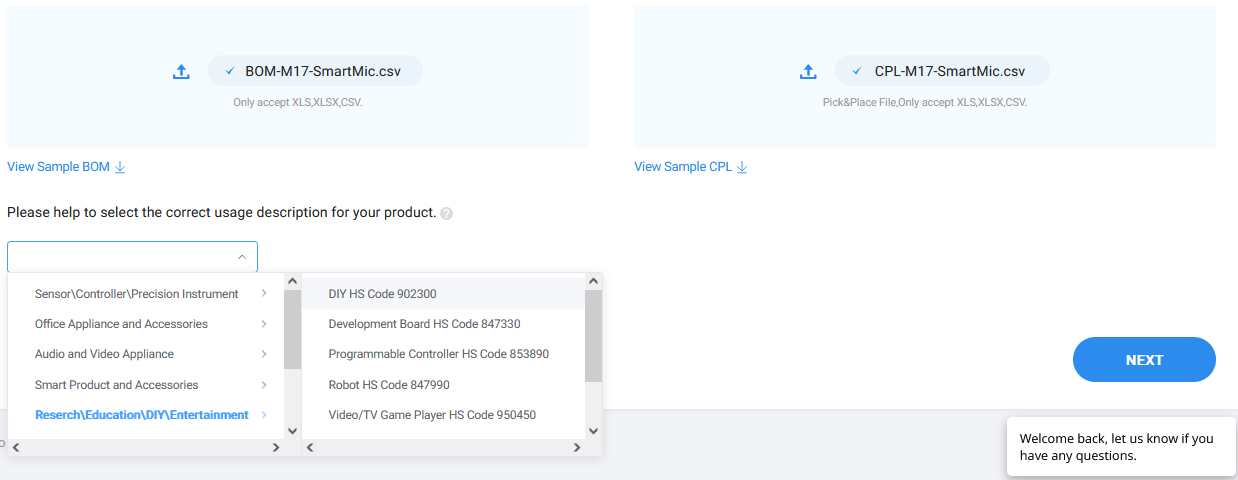 BOM-M17-SmartMic.csv
Only accept XLS,XLSX,CSV.
CPL-M17-SmartMic.csv
Pick&Place File,Only accept XLS,XLSX,CSV.
View Sample BOM
View Sample CPL
Please help to select the correct usage description for your product. ?
Sensor\Controller\Precision Instrument
Office Appliance and Accessories
Audio and Video Appliance
Smart Product and Accessories
Reserch\Education\DIY\Entertainment
DIY HS Code 902300
Development Board HS Code 847330
Programmable Controller HS Code 853890
Robot HS Code 847990
Video/TV Game Player HS Code 950450
NEXT
Welcome back, let us know if you
have any questions.